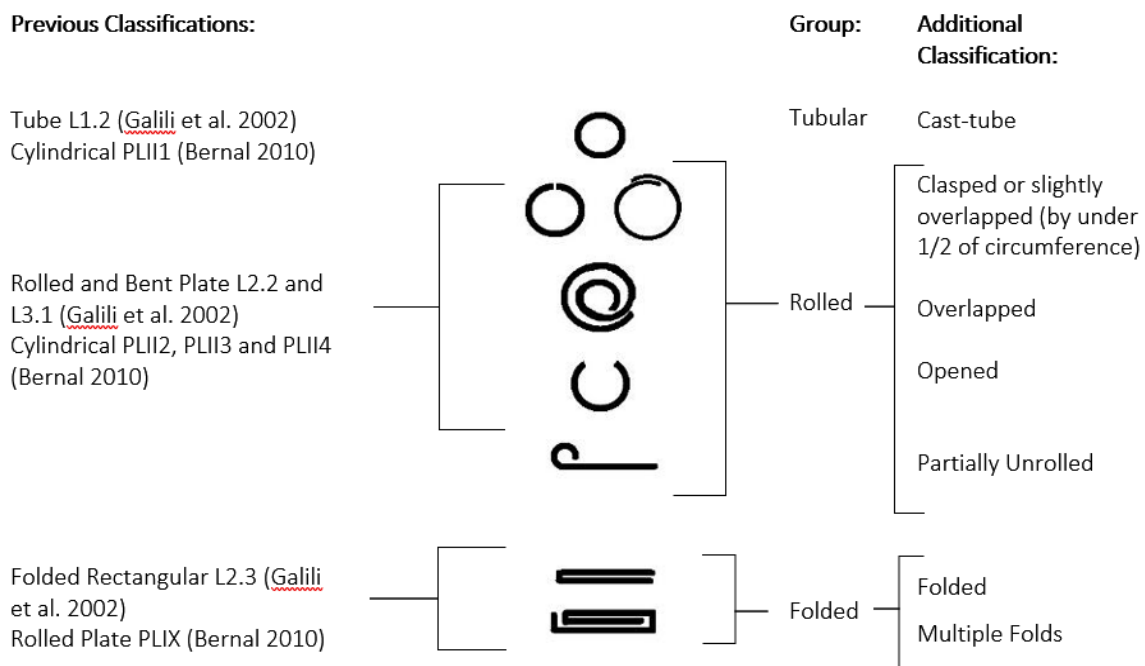 Previous Classifications:
Group:
Additional
Classification:
Tube L1.2 (Galili et al. 2002)
Cylindrical PLII1 (Bernal 2010)
Tubular
Cast-tube
Rolled and Bent Plate L2.2 and
L3.1 (Galili et al. 2002)
Cylindrical PLII2, PLII3 and PLII4
(Bernal 2010)
Rolled
Clasped or slightly
overlapped (by under
1/2 of circumference)
Overlapped
Opened
Partially Unrolled
Folded Rectangular L2.3 (Galili
et al. 2002)
Rolled Plate PLIX (Bernal 2010)
Folded
Folded
Multiple Folds